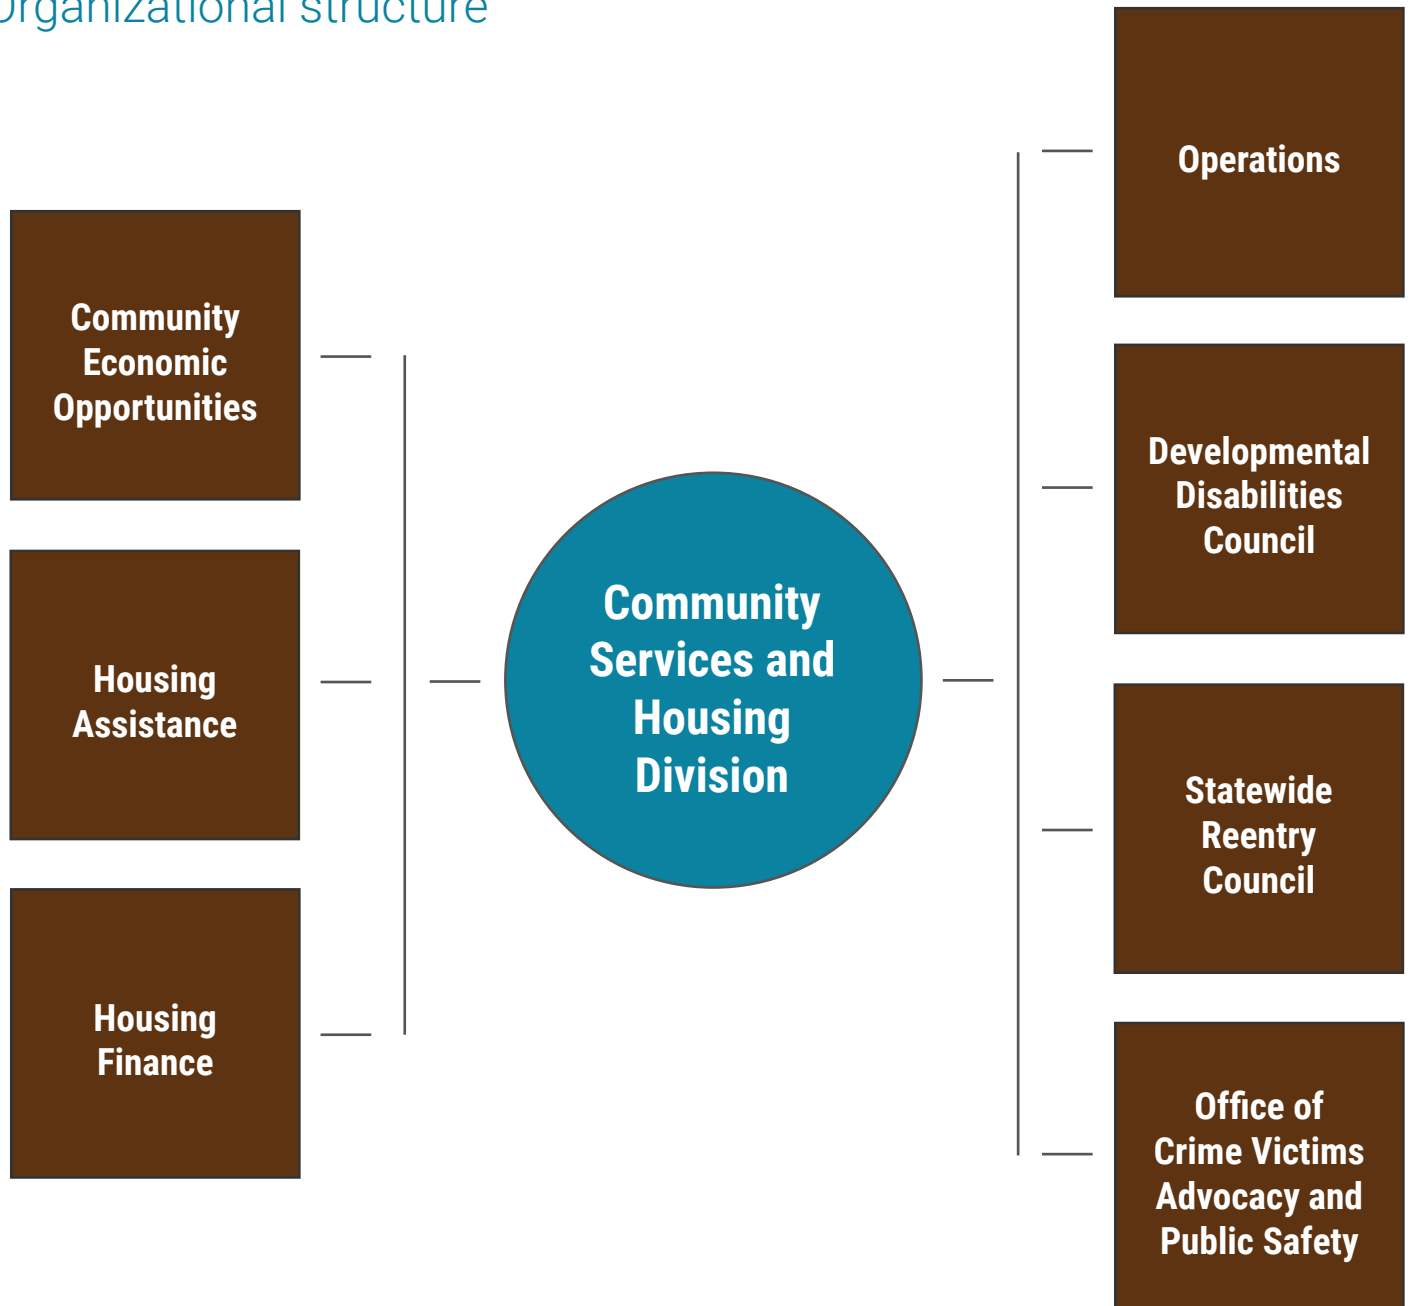 Organizational structure
Community
Economic
Opportunities
Housing
Assistance
Housing
Finance
Community
Services and
Housing
Division
Operations
Developmental
Disabilities
Council
Statewide
Reentry
Council
Office of
Crime Victims
Advocacy and
Public Safety